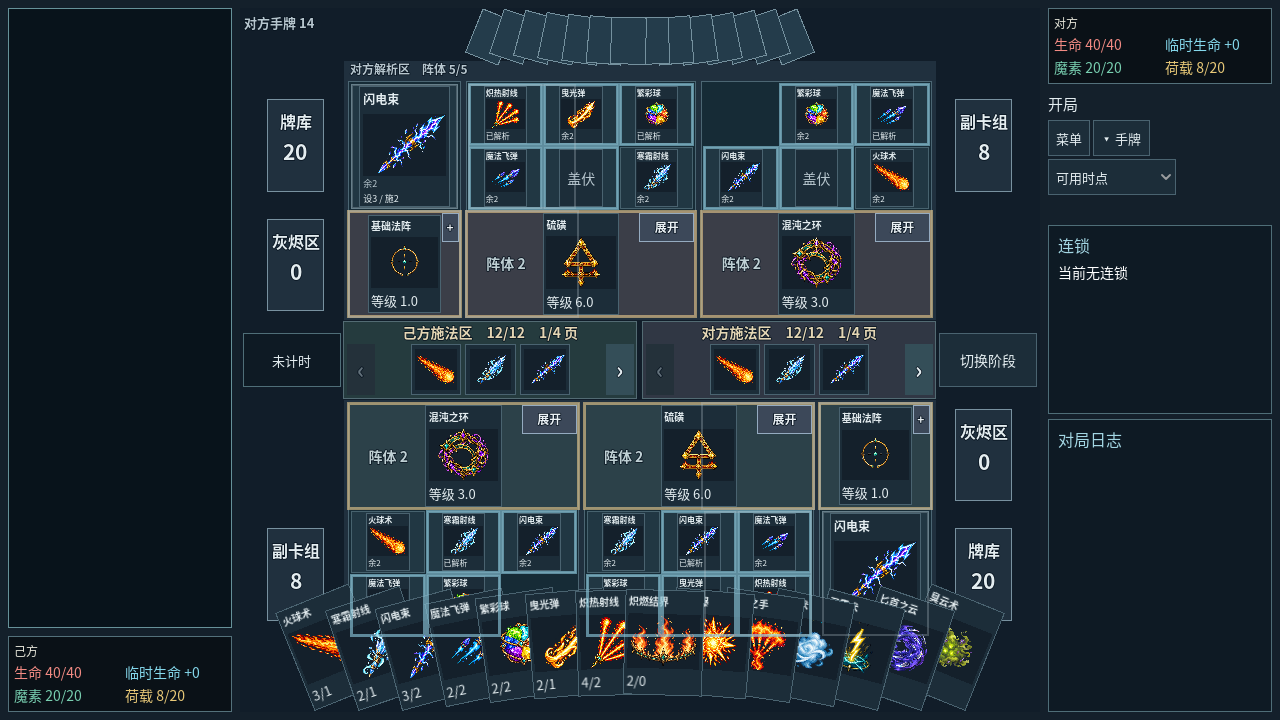 对方手牌 14
对方解析区 阵体 5/5
闪电束
余2
设3 / 施2
炽热射线
已解析
曳光弹
余2
繁彩球
已解析
魔法飞弹
余2
盖伏
寒霜射线
余2
繁彩球
余2
魔法飞弹
已解析
闪电束
余2
盖伏
火球术
余2
牌库
20
灰烬区
0
副卡组
8
基础法阵
+
等级 1.0
阵体 2
硫磺
展开
等级 6.0
阵体 2
混沌之环
展开
等级 3.0
未计时
己方施法区 12/12 1/4 页
‹
›
对方施法区 12/12 1/4 页
‹
›
切换阶段
阵体 2
混沌之环
展开
等级 3.0
阵体 2
硫磺
展开
等级 6.0
基础法阵
+
等级 1.0
灰烬区
0
副卡组
8
牌库
20
火球术
余2
寒霜射线
已解析
闪电束
余2
魔法飞弹
繁彩球
寒霜射线
余2
闪电束
已解析
魔法飞弹
余2
繁彩球
曳光弹
炽热射线
闪电束
火球术
3/1
寒霜射线
2/1
闪电束
3/2
魔法飞弹
2/2
繁彩球
2/2
曳光弹
2/1
炽热射线
4/2
炽燃结界
2/0
之手
匕首之云
己方
生命 40/40
临时生命 +0
魔素 20/20
荷载 8/20
对方
生命 40/40
临时生命 +0
魔素 20/20
荷载 8/20
开局
菜单
手牌
可用时点
连锁
当前无连锁
对局日志